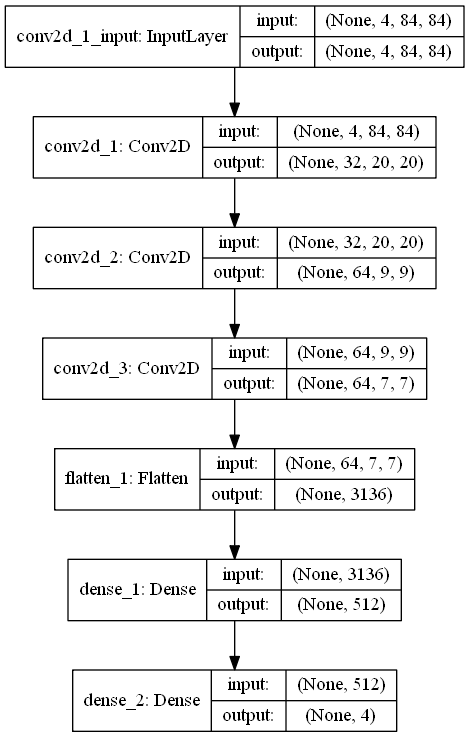 conv2d_1_input: InputLayer
input: (None, 4, 84, 84)
output: (None, 4, 84, 84)
conv2d_1: Conv2D
input: (None, 4, 84, 84)
output: (None, 32, 20, 20)
conv2d_2: Conv2D
input: (None, 32, 20, 20)
output: (None, 64, 9, 9)
conv2d_3: Conv2D
input: (None, 64, 9, 9)
output: (None, 64, 7, 7)
flatten_1: Flatten
input: (None, 64, 7, 7)
output: (None, 3136)
dense_1: Dense
input: (None, 3136)
output: (None, 512)
dense_2: Dense
input: (None, 512)
output: (None, 4)